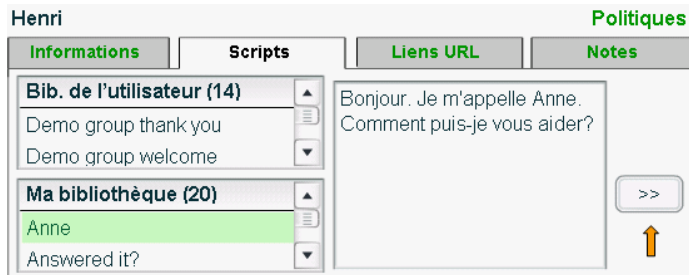 Henri
Politiques
Informations
Scripts
Liens URL
Notes
Bib. de l'utilisateur (14)
Demo group thank you
Demo group welcome
Ma bibliothèque (20)
Anne
Answered it?
Bonjour. Je m'appelle Anne.
Comment puis-je vous aider?
>>